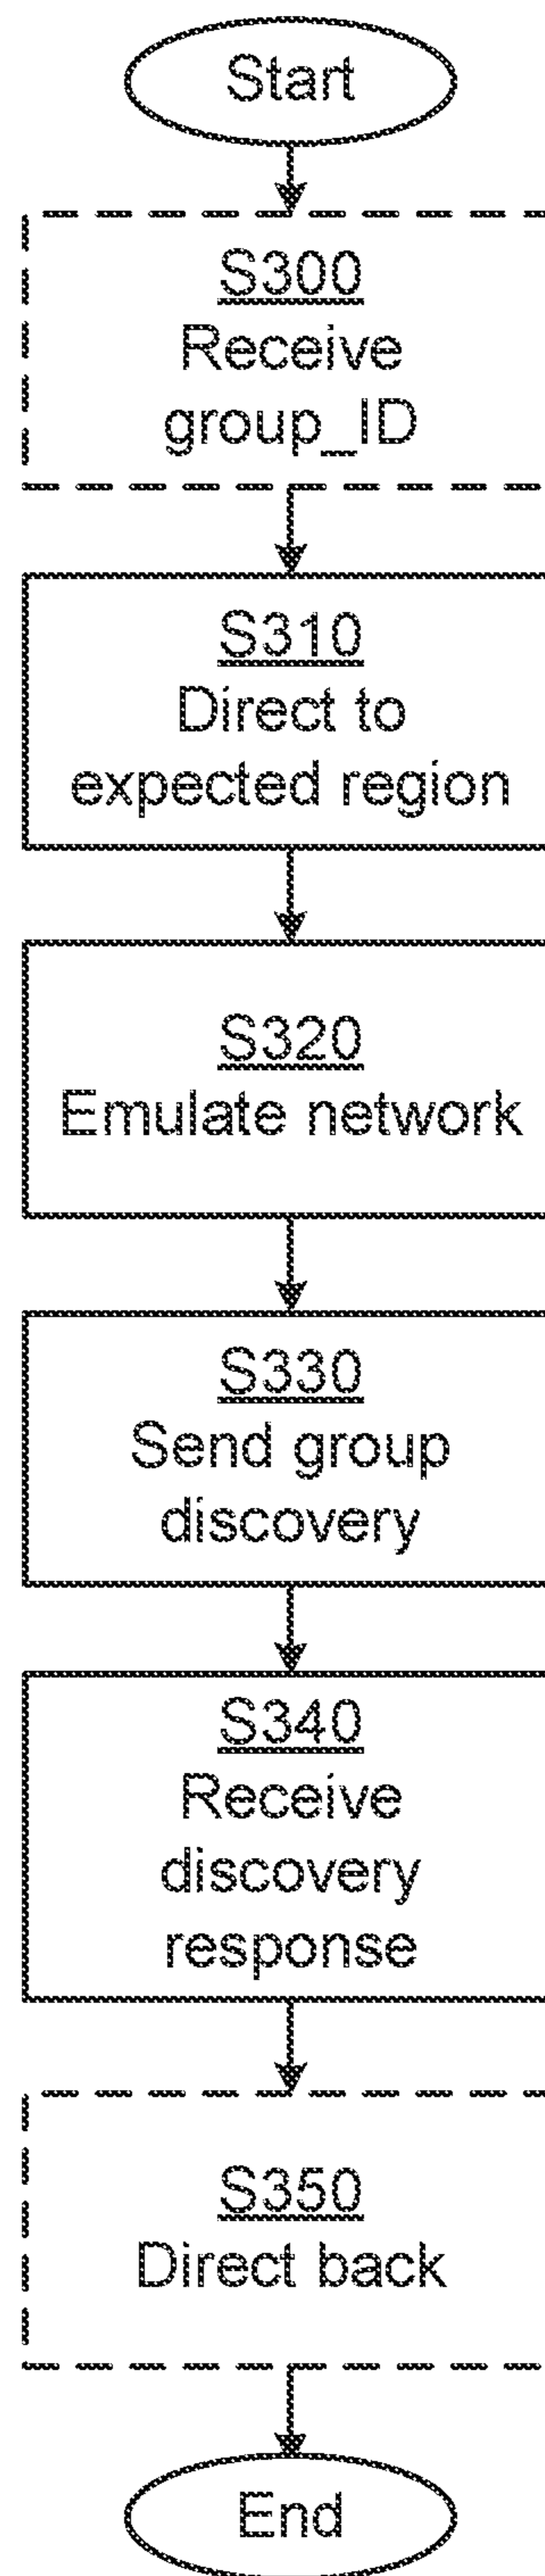 Start
S300
Receive
group_ID
S310
Direct to
expected region
S320
Emulate network
S330
Send group
discovery
S340
Receive
discovery
response
S350
Direct back
End